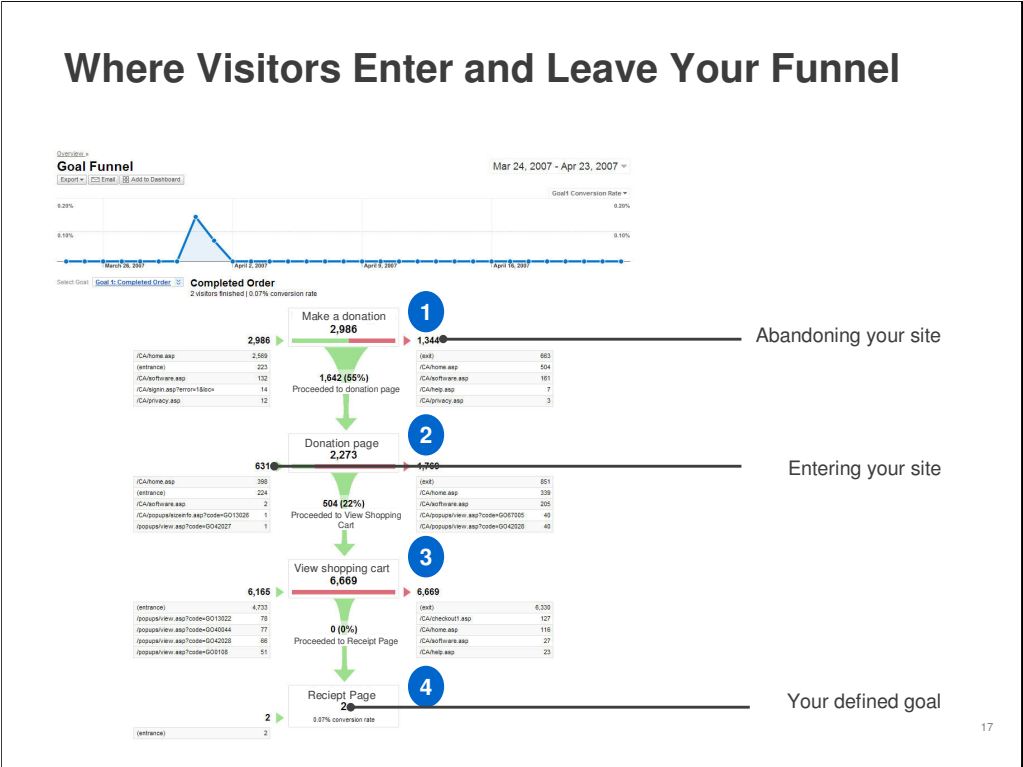 Where Visitors Enter and Leave Your Funnel
Overview »
Goal Funnel
Mar 24, 2007 - Apr 23, 2007
Export
Email
Add to Dashboard
Goal1 Conversion Rate
0.20%
0.20%
0.10%
0.10%
March 26, 2007
April 2, 2007
April 9, 2007
April 16, 2007
Select Goal
Goal 1: Completed Order
Completed Order
2 visitors finished | 0.07% conversion rate
1
Make a donation
2,986
2,986
1,344
Abandoning your site
/CA/home.asp 2,569
(entrance) 223
/CA/software.asp 132
/CA/signin.asp?error=1&loc= 14
/CA/privacy.asp 12
(exit) 663
/CA/home.asp 504
/CA/software.asp 161
/CA/help.asp 7
/CA/privacy.asp 3
1,642 (55%)
Proceeded to donation page
2
Donation page
2,273
631
1,769
Entering your site
/CA/home.asp 398
(entrance) 224
/CA/software.asp 2
/CA/popups/sizeinfo.asp?code=GO13026 1
/popups/view.asp?code=GO42027 1
(exit) 851
/CA/home.asp 339
/CA/software.asp 205
/CA/popups/view.asp?code=GO67005 40
/CA/popups/view.asp?code=GO42028 40
504 (22%)
Proceeded to View Shopping
Cart
3
View shopping cart
6,669
6,165
6,669
(entrance) 4,733
/popups/view.asp?code=GO13022 78
/popups/view.asp?code=GO40044 77
/popups/view.asp?code=GO42028 66
/popups/view.asp?code=GO0108 51
(exit) 6,330
/CA/checkout1.asp 127
/CA/home.asp 116
/CA/software.asp 27
/CA/help.asp 23
0 (0%)
Proceeded to Receipt Page
4
Reciept Page
2
0.07% conversion rate
Your defined goal
2
(entrance) 2
17